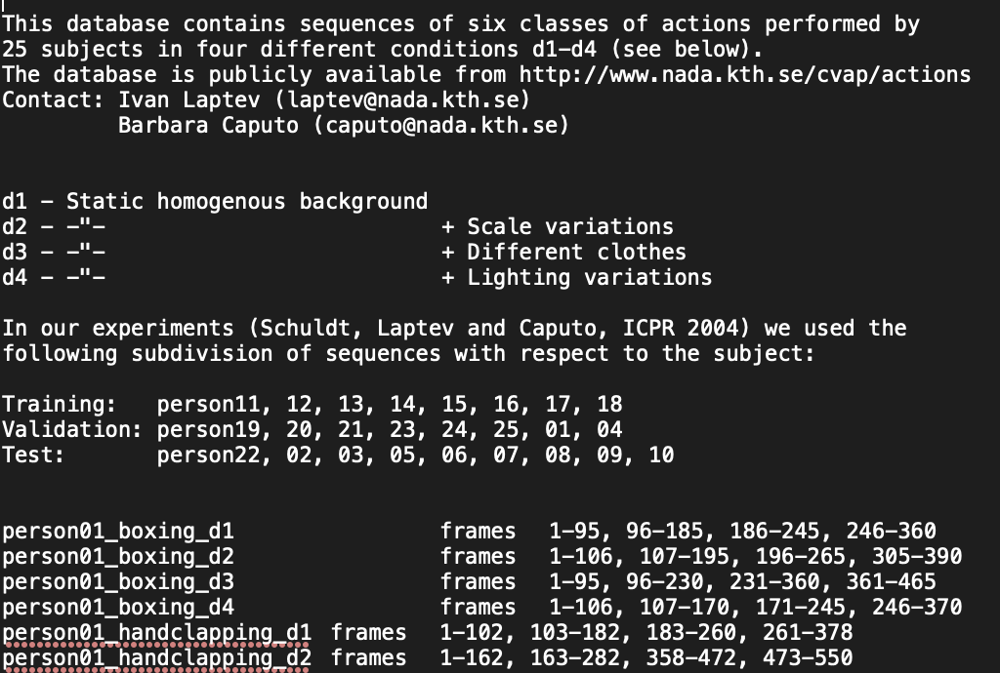 This database contains sequences of six classes of actions performed by
25 subjects in four different conditions d1-d4 (see below).
The database is publicly available from http://www.nada.kth.se/cvap/actions
Contact: Ivan Laptev (laptev@nada.kth.se)
Barbara Caputo (caputo@nada.kth.se)
d1 - Static homogenous background
d2 - -"- + Scale variations
d3 - -"- + Different clothes
d4 - -"- + Lighting variations
In our experiments (Schuldt, Laptev and Caputo, ICPR 2004) we used the
following subdivision of sequences with respect to the subject:
Training: person11, 12, 13, 14, 15, 16, 17, 18
Validation: person19, 20, 21, 23, 24, 25, 01, 04
Test: person22, 02, 03, 05, 06, 07, 08, 09, 10
person01_boxing_d1 frames 1-95, 96-185, 186-245, 246-360
person01_boxing_d2 frames 1-106, 107-195, 196-265, 305-390
person01_boxing_d3 frames 1-95, 96-230, 231-360, 361-465
person01_boxing_d4 frames 1-106, 107-170, 171-245, 246-370
person01_handclapping_d1 frames 1-102, 103-182, 183-260, 261-378
person01_handclapping_d2 frames 1-162, 163-282, 358-472, 473-550